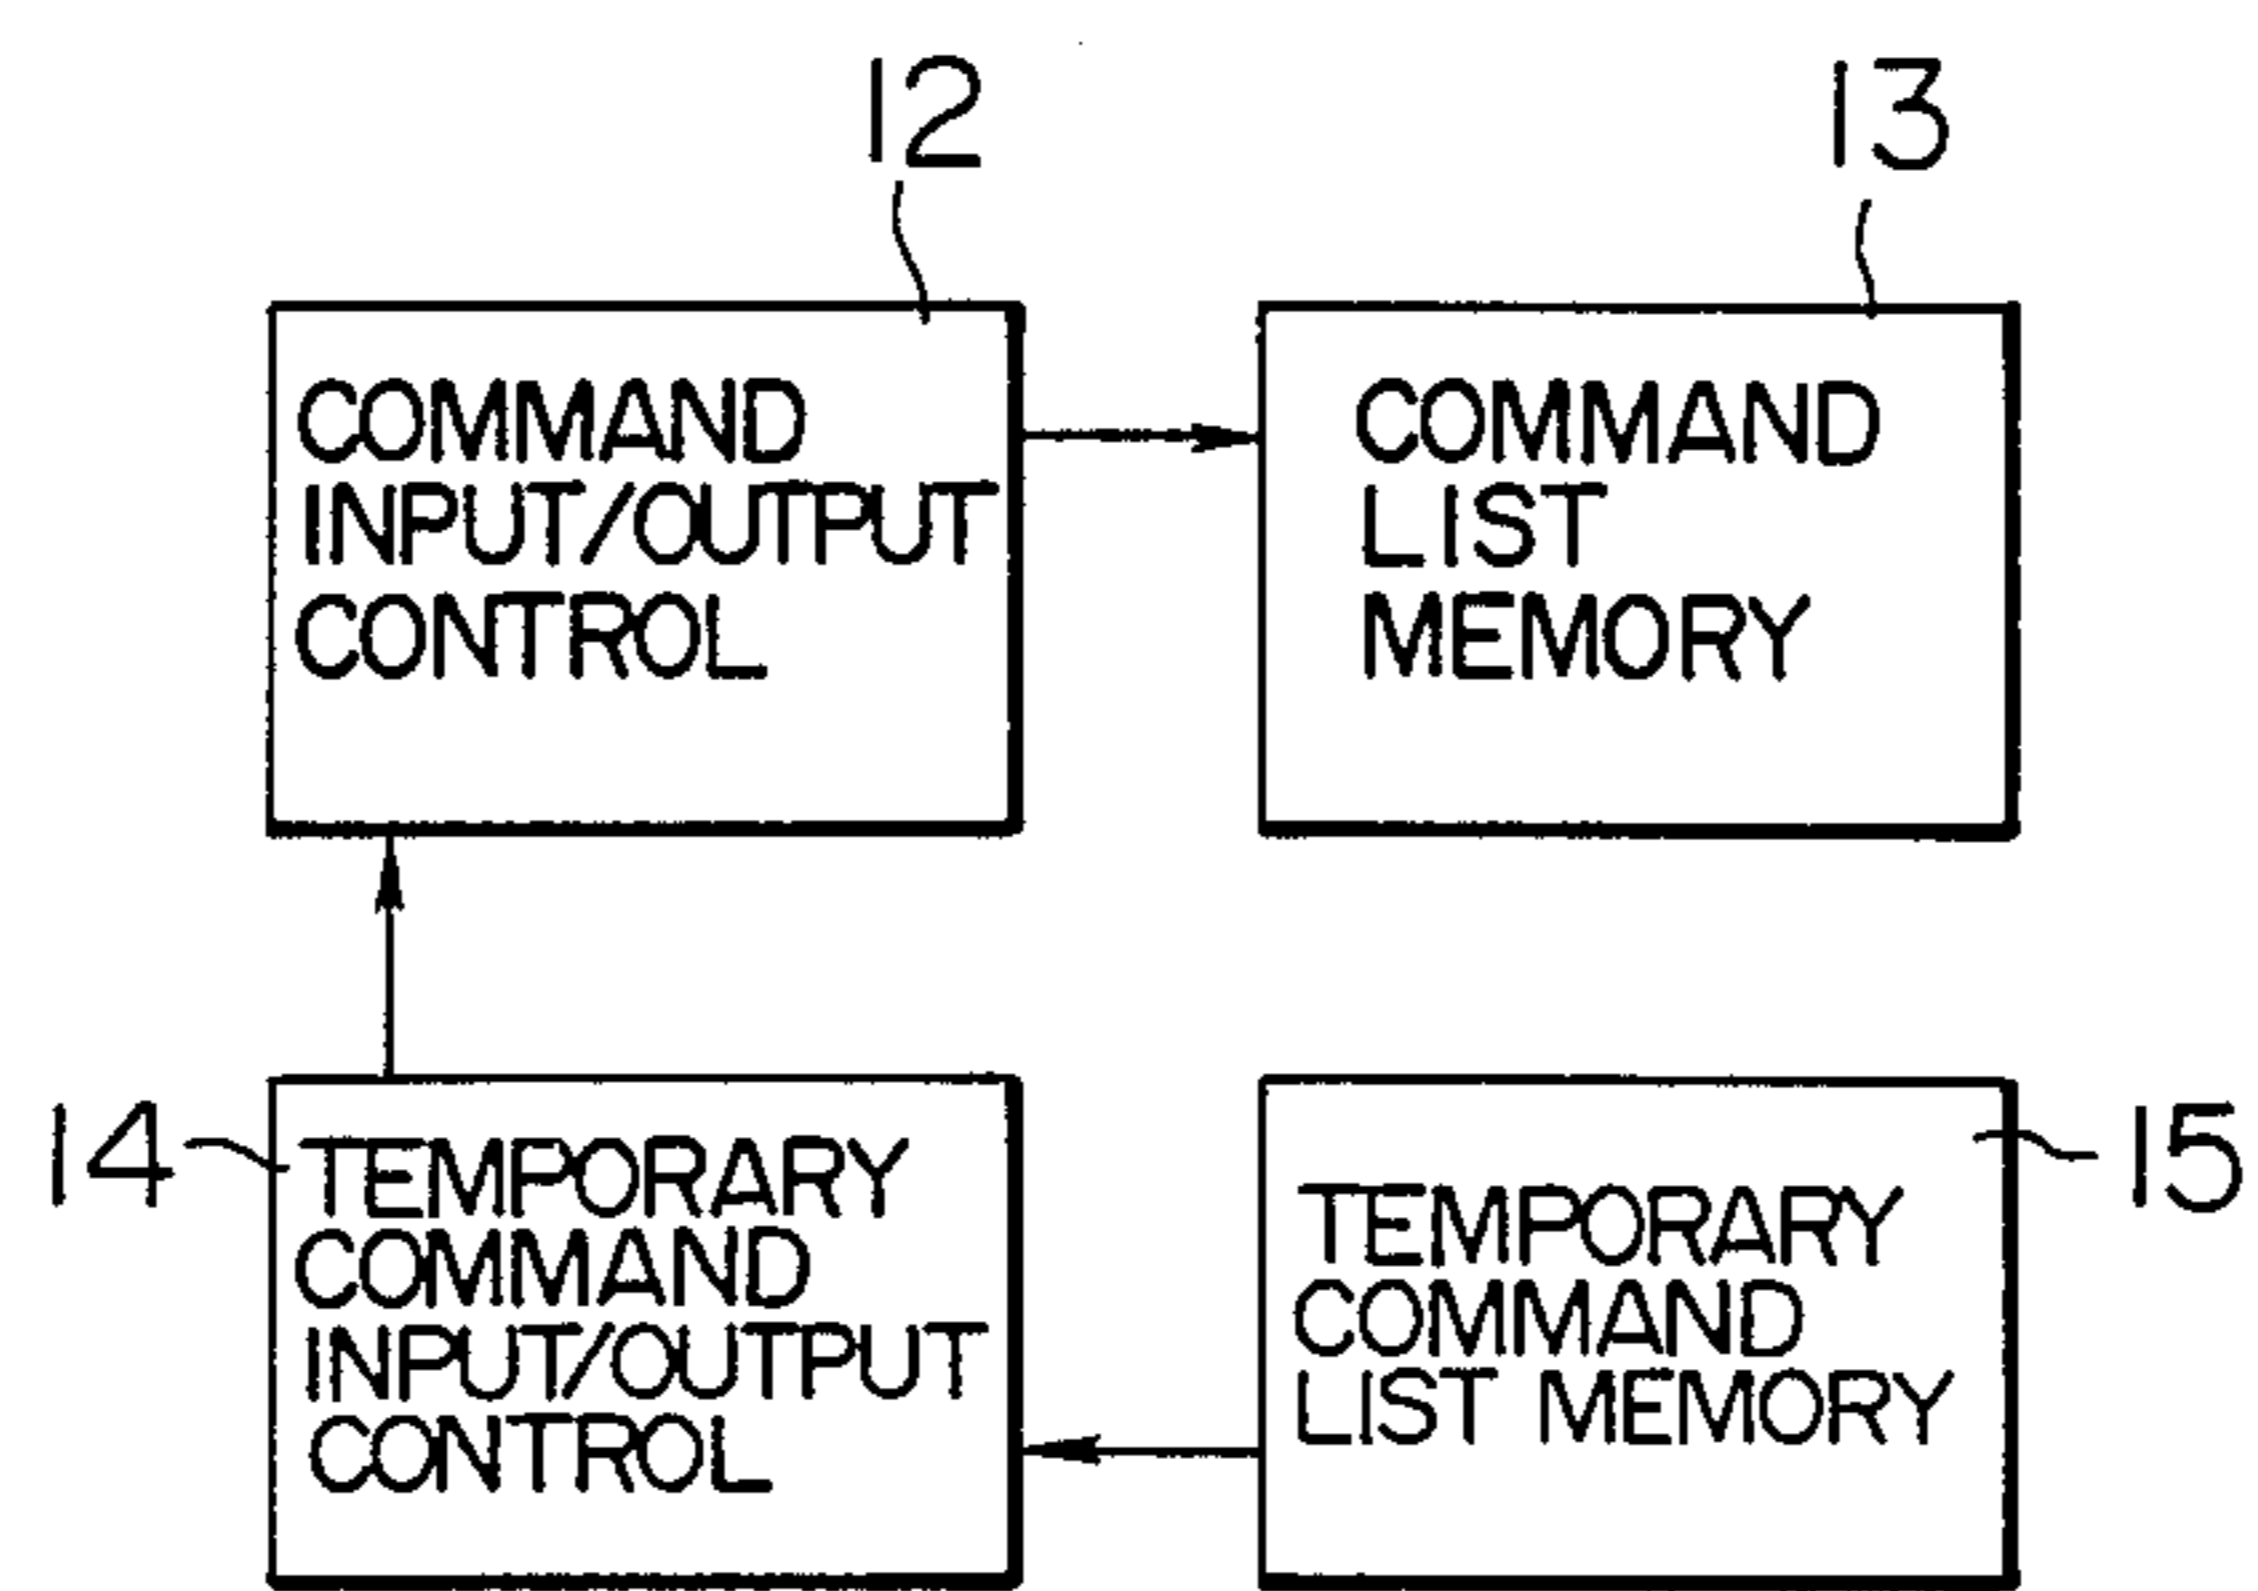 12
13
COMMAND
INPUT/OUTPUT
CONTROL
COMMAND
LIST
MEMORY
14
TEMPORARY
COMMAND
INPUT/OUTPUT
CONTROL
15
TEMPORARY
COMMAND
LIST MEMORY